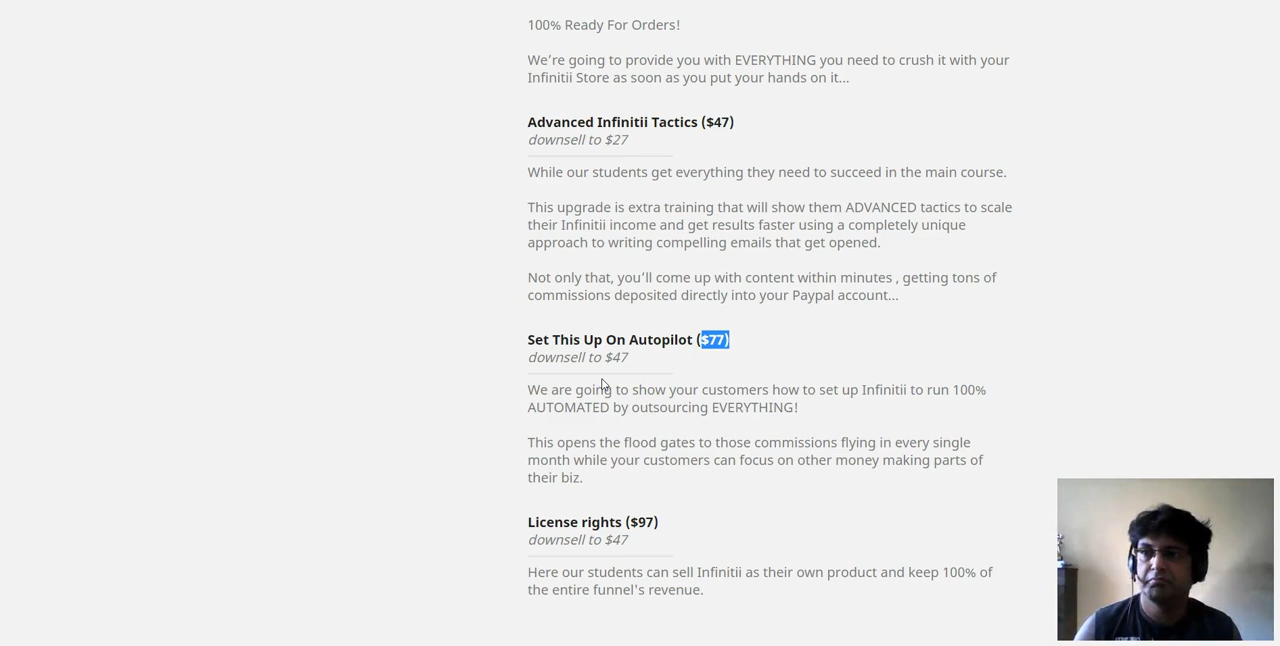 100% Ready For Orders!
We're going to provide you with EVERYTHING you need to crush it with your
Infinitii Store as soon as you put your hands on it...
Advanced Infinitii Tactics ($47)
downsell to $27
While our students get everything they need to succeed in the main course.
This upgrade is extra training that will show them ADVANCED tactics to scale
their Infinitii income and get results faster using a completely unique
approach to writing compelling emails that get opened.
Not only that, you'll come up with content within minutes , getting tons of
commissions deposited directly into your Paypal account...
Set This Up On Autopilot ($77)
downsell to $47
We are going to show your customers how to set up Infinitii to run 100%
AUTOMATED by outsourcing EVERYTHING!
This opens the flood gates to those commissions flying in every single
month while your customers can focus on other money making parts of
their biz.
License rights ($97)
downsell to $47
Here our students can sell Infinitii as their own product and keep 100% of
the entire funnel's revenue.